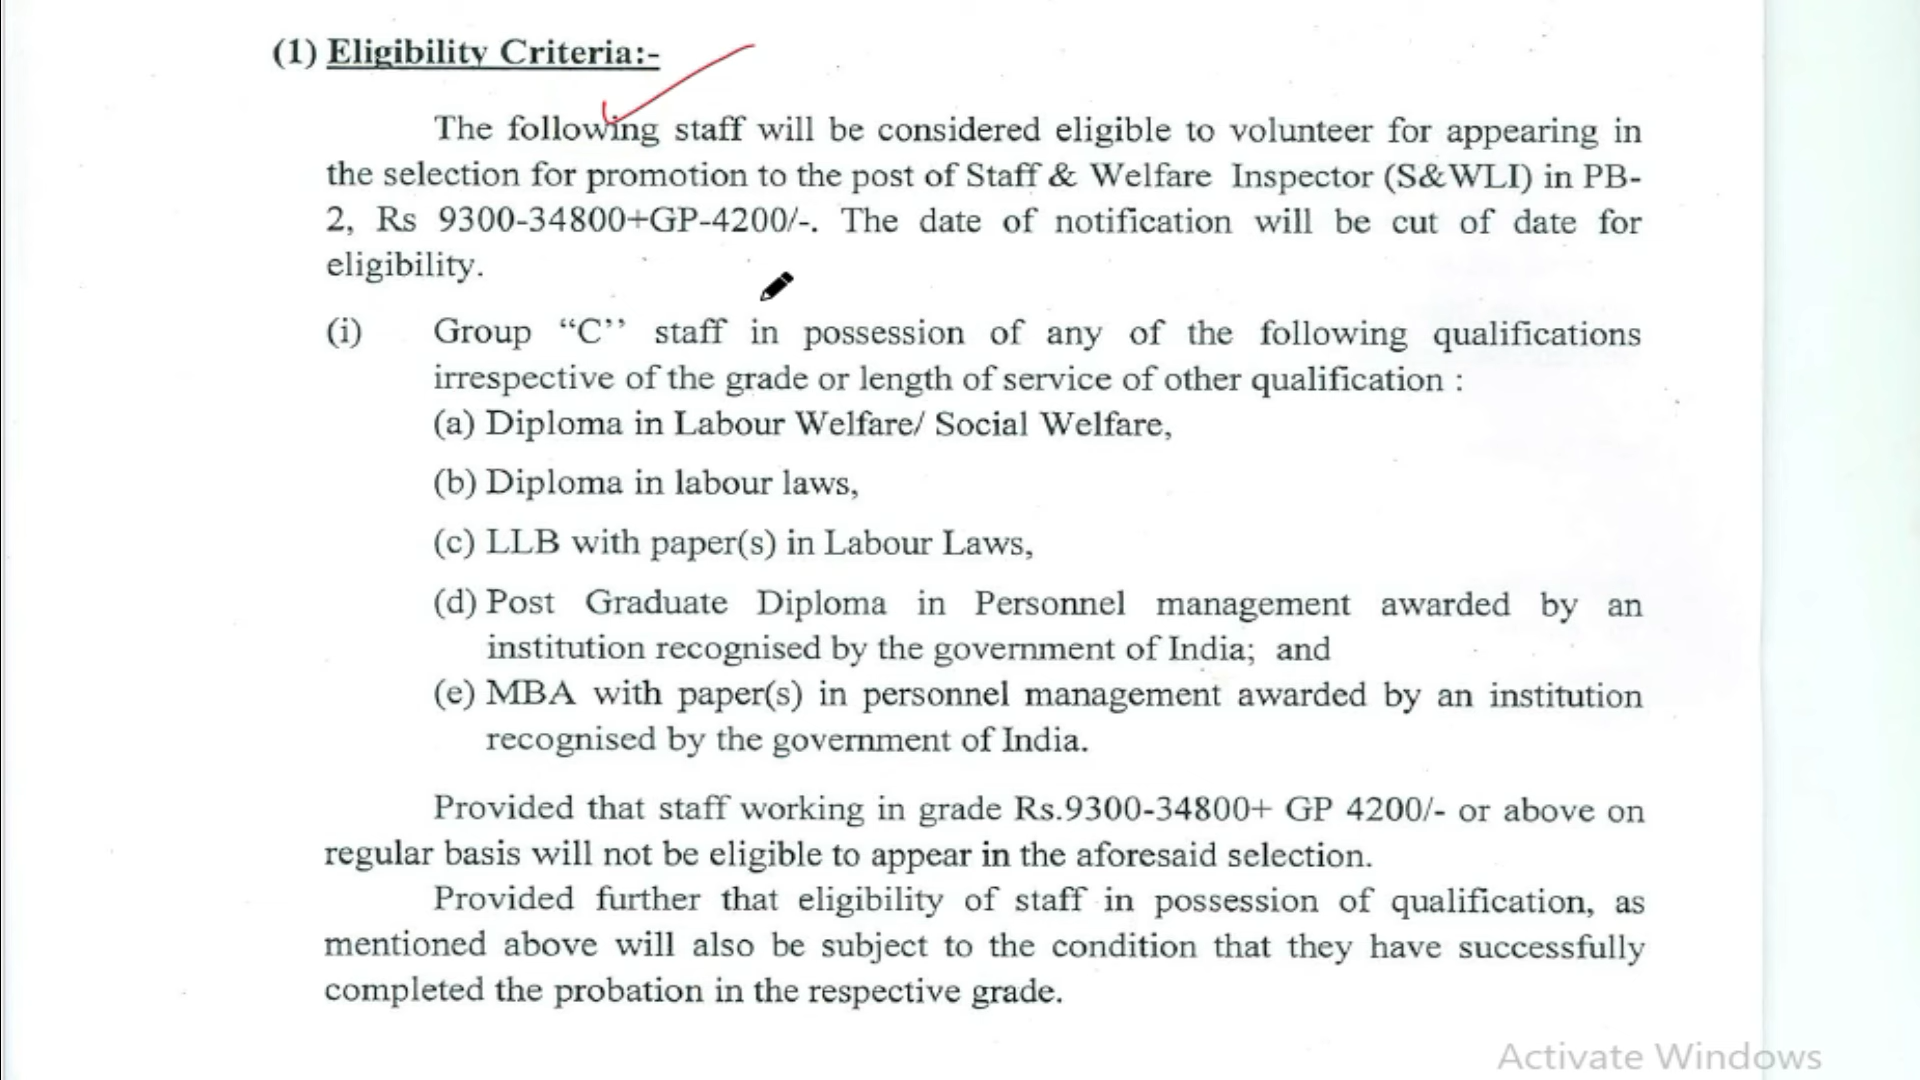 (1) Eligibility Criteria:-
The following staff will be considered eligible to volunteer for appearing in
the selection for promotion to the post of Staff & Welfare Inspector (S&WLI) in PB-
2, Rs 9300-34800+GP-4200/-. The date of notification will be cut of date for
eligibility.
(i) Group “C’’ staff in possession of any of the following qualifications
irrespective of the grade or length of service of other qualification :
(a) Diploma in Labour Welfare/ Social Welfare,
(b) Diploma in labour laws,
(c) LLB with paper(s) in Labour Laws,
(d) Post Graduate Diploma in Personnel management awarded by an
institution recognised by the government of India; and
(e) MBA with paper(s) in personnel management awarded by an institution
recognised by the government of India.
Provided that staff working in grade Rs.9300-34800+ GP 4200/- or above on
regular basis will not be eligible to appear in the aforesaid selection.
Provided further that eligibility of staff in possession of qualification, as
mentioned above will also be subject to the condition that they have successfully
completed the probation in the respective grade.
Activate Windows